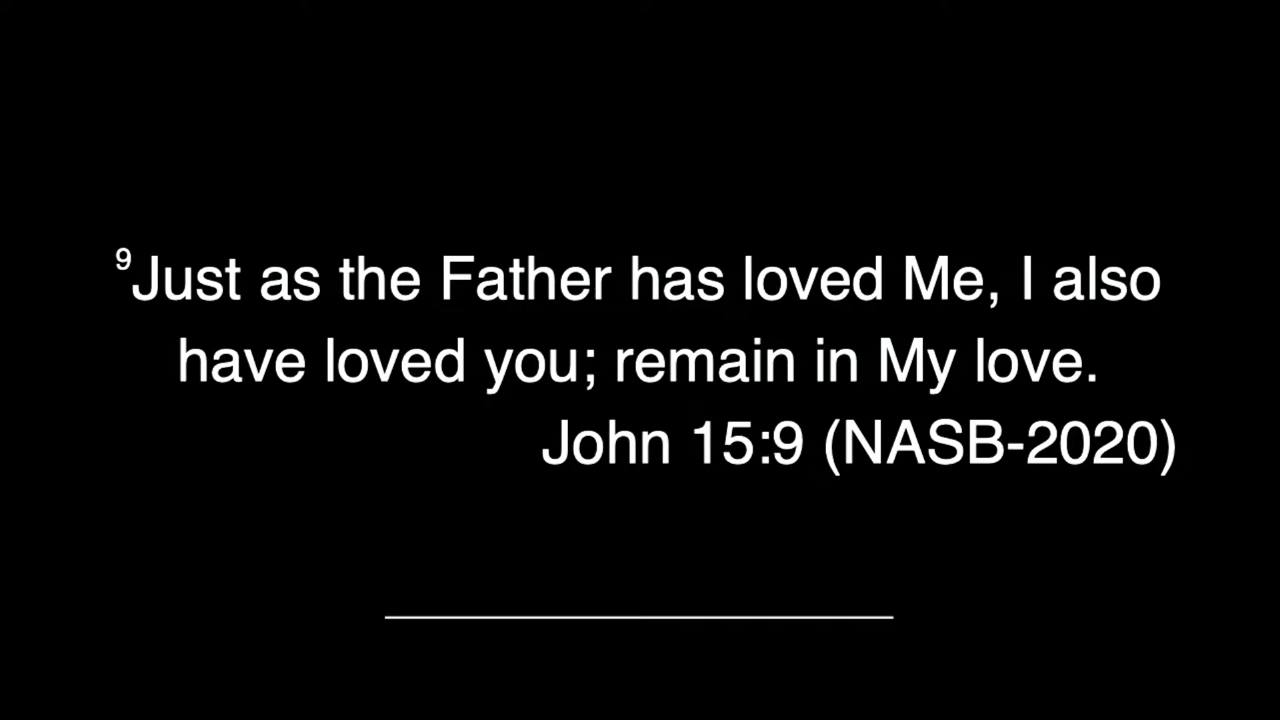 ⁹Just as the Father has loved Me, I also
have loved you; remain in My love.
John 15:9 (NASB-2020)